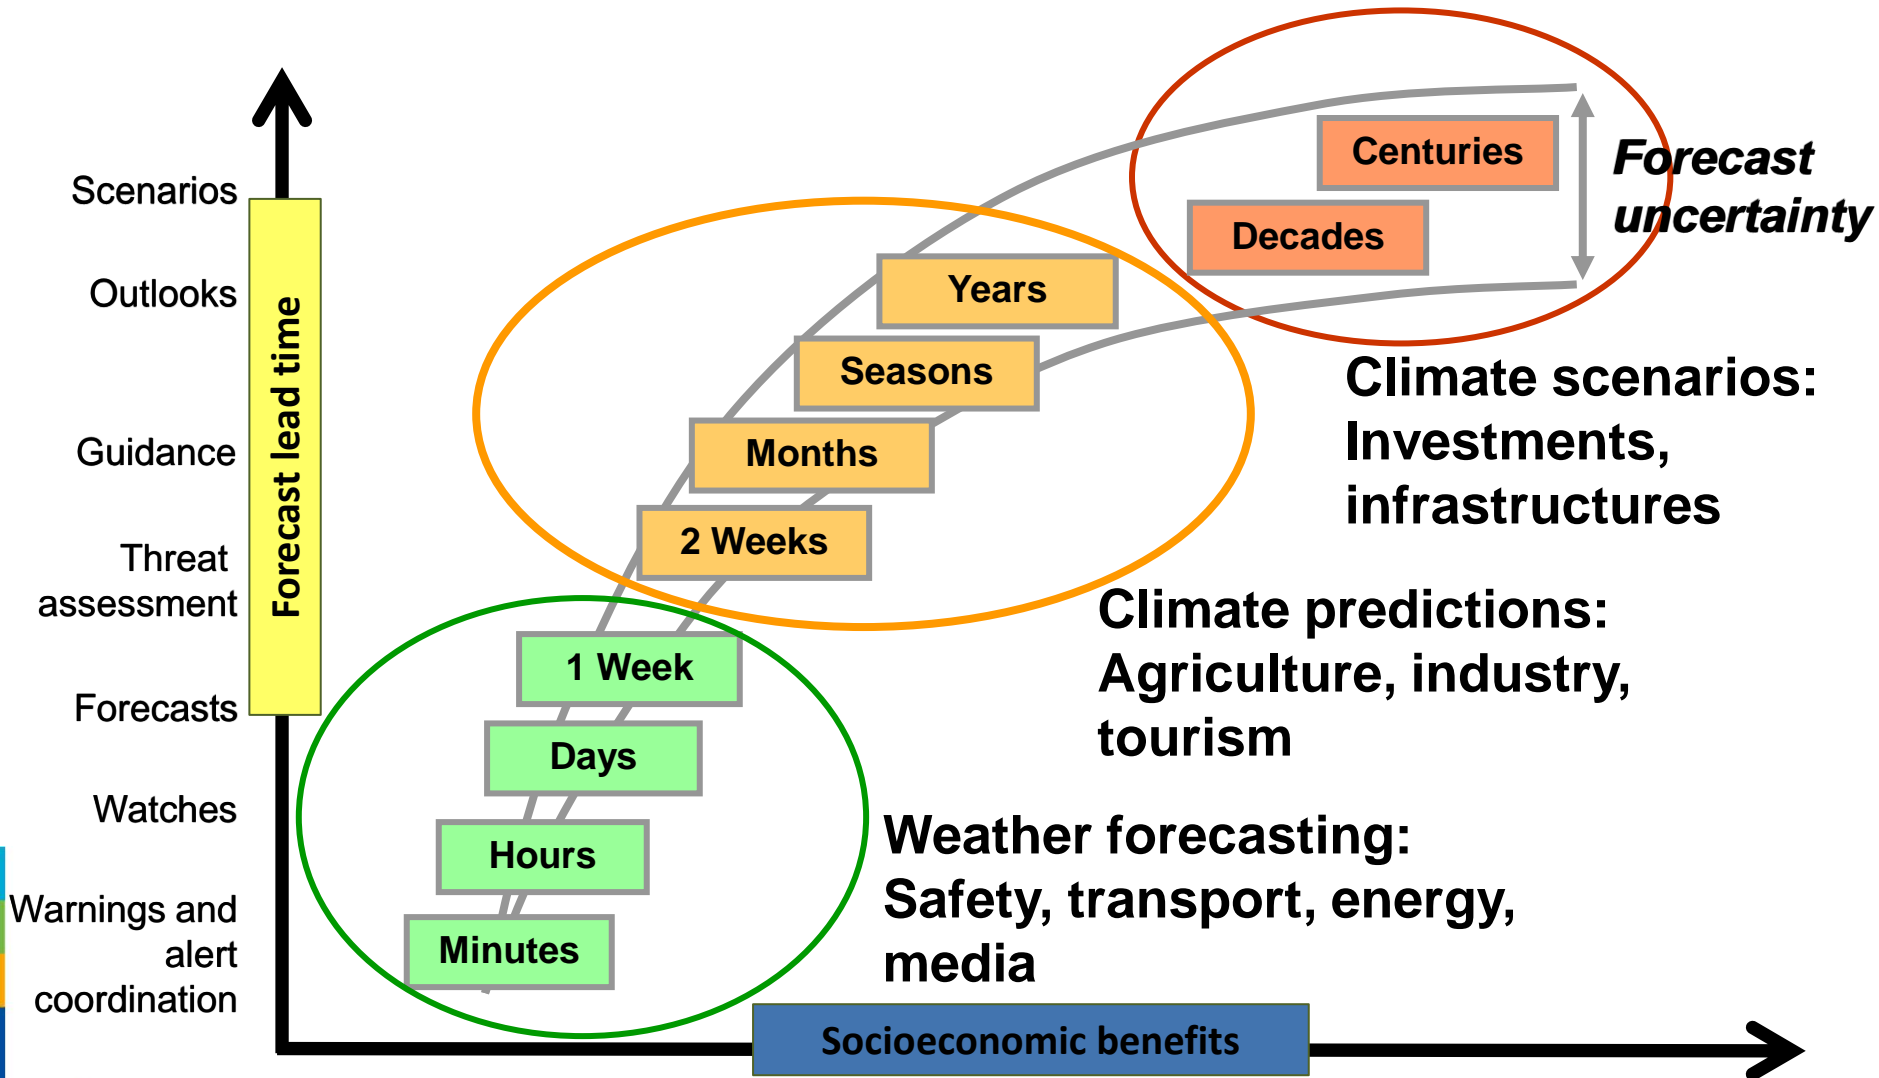 Scenarios
Outlooks
Guidance
Threat
assessment
Forecasts
Watches
Warnings and
alert
coordination
Forecast lead time
Centuries
Decades
Years
Seasons
Months
2 Weeks
1 Week
Days
Hours
Minutes
Forecast
uncertainty
Climate scenarios:
Investments,
infrastructures
Climate predictions:
Agriculture, industry,
tourism
Weather forecasting:
Safety, transport, energy,
media
Socioeconomic benefits